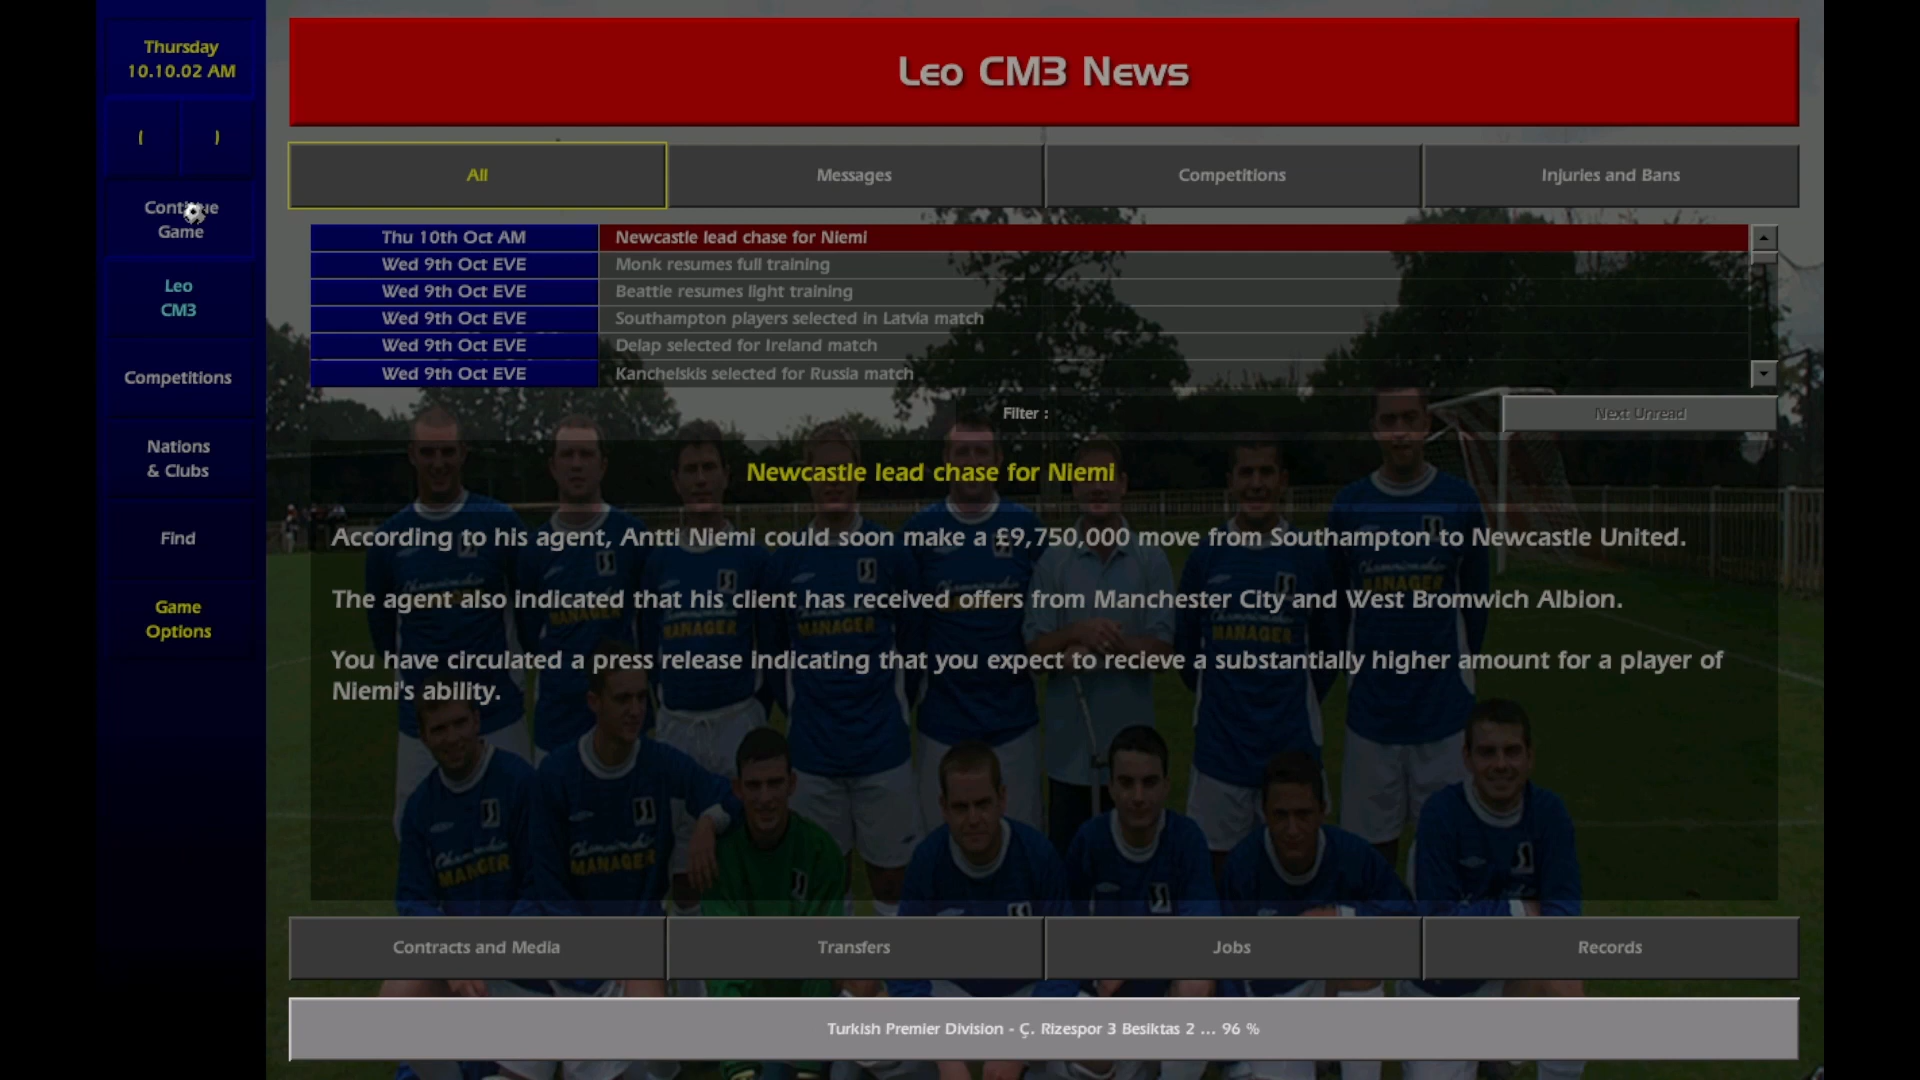 Thursday
10.10.02 AM
Continue
Game
Leo
CM3
Competitions
Nations
& Clubs
Find
Game
Options
Leo CM3 News
All
Messages
Competitions
Injuries and Bans
Thu 10th Oct AM Newcastle lead chase for Niemi
Wed 9th Oct EVE Monk resumes full training
Wed 9th Oct EVE Beattie resumes light training
Wed 9th Oct EVE Southampton players selected in Latvia match
Wed 9th Oct EVE Delap selected for Ireland match
Wed 9th Oct EVE Kanchelskis selected for Russia match
Filter :
Next Unread
Newcastle lead chase for Niemi
According to his agent, Antti Niemi could soon make a £9,750,000 move from Southampton to Newcastle United.
The agent also indicated that his client has received offers from Manchester City and West Bromwich Albion.
You have circulated a press release indicating that you expect to recieve a substantially higher amount for a player of
Niemi's ability.
Contracts and Media
Transfers
Jobs
Records
Turkish Premier Division - Ç. Rizespor 3 Besiktas 2 ... 96 %